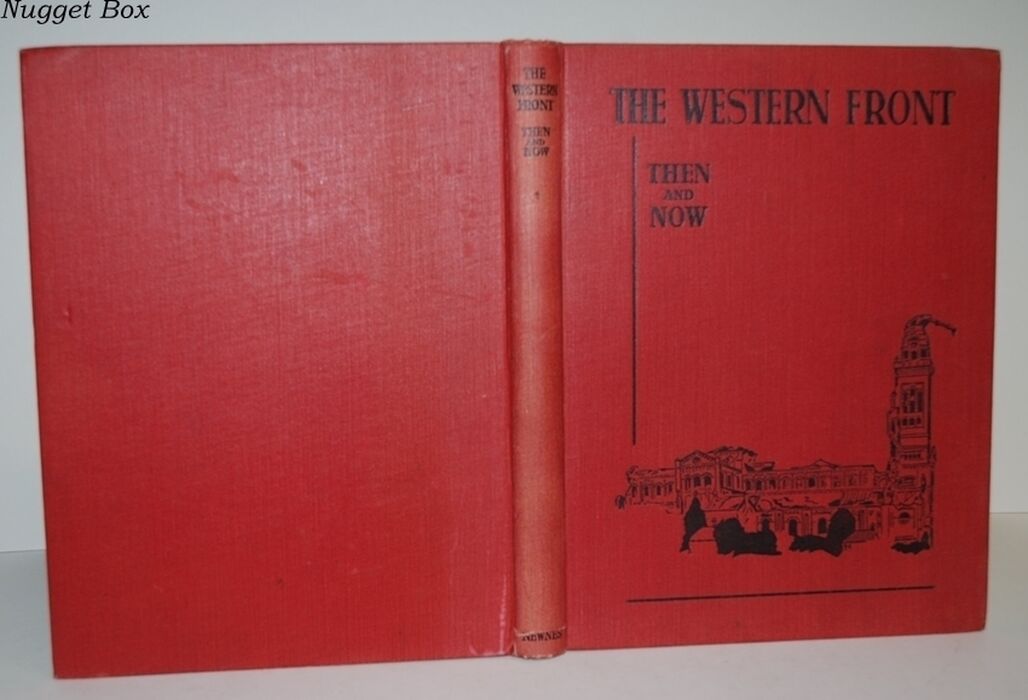 Nugget Box
THE
WESTERN
FRONT
THEN
AND
NOW
NEWNES
THE WESTERN FRONT
THEN
AND
NOW